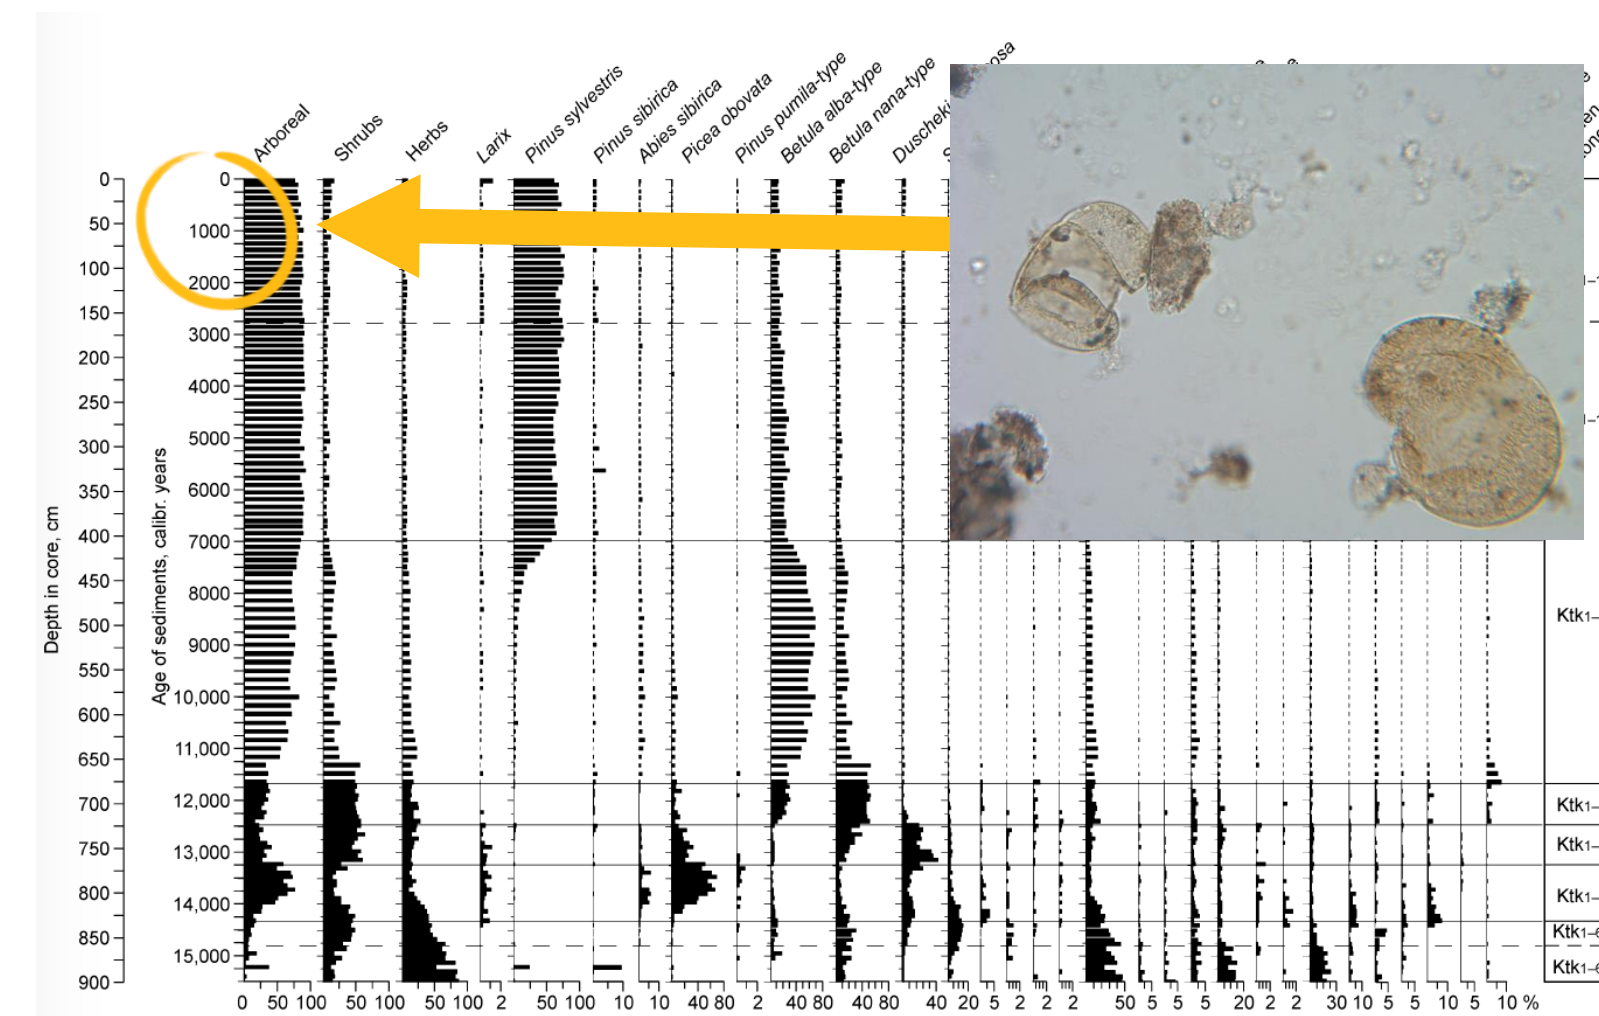 Arboreal
Shrubs
Herbs
Larix
Pinus sylvestris
Pinus sibirica
Abies sibirica
Picea obovata
Pinus pumila-type
Betula alba-type
Betula nana-type
Depth in core, cm
0
50
100
150
200
250
300
350
400
450
500
550
600
650
700
750
800
850
900
Age of sediments, calibr. years
0
1000
2000
3000
4000
5000
6000
7000
8000
9000
10,000
11,000
12,000
13,000
14,000
15,000
0 50 100 50 100 50 100 2 50 100 10 10 40 80 2 40 80 40 80 40 20 5 2 2 2 50 5 5 5 20 2 2 30 10 5 5 10 5 10 %